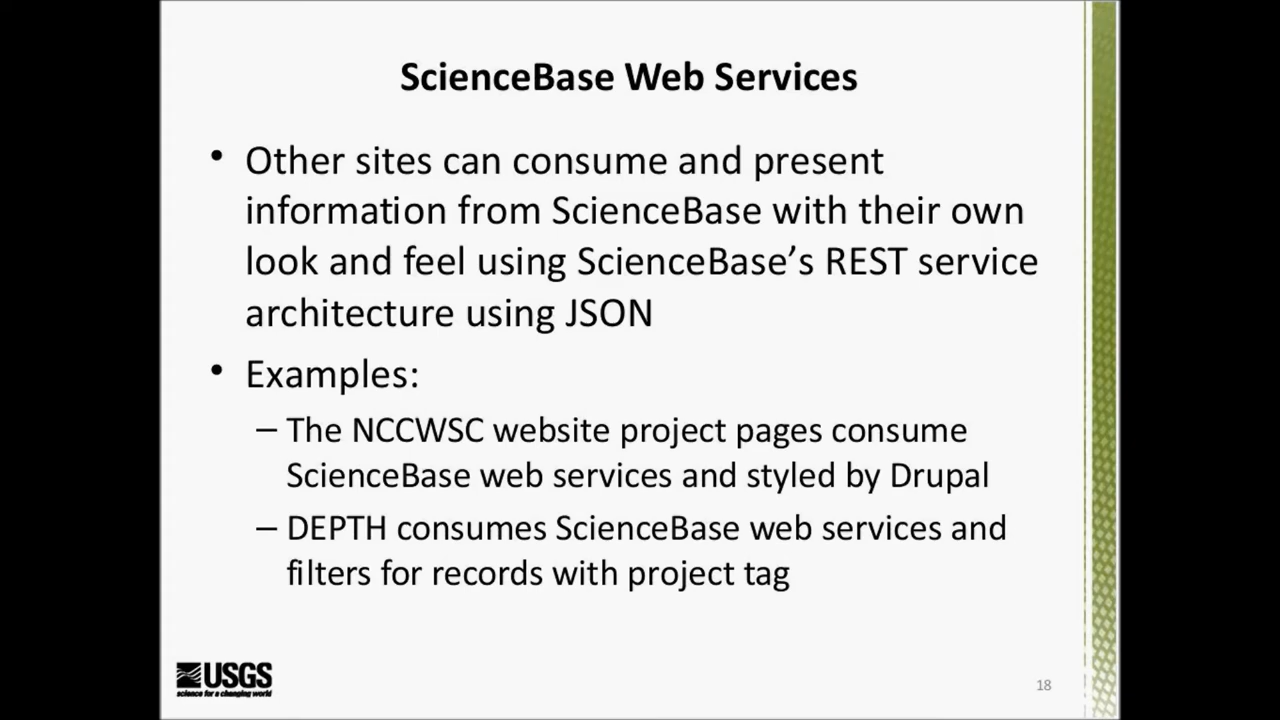 ScienceBase Web Services
• Other sites can consume and present
information from ScienceBase with their own
look and feel using ScienceBase’s REST service
architecture using JSON
• Examples:
– The NCCWSC website project pages consume
ScienceBase web services and styled by Drupal
– DEPTH consumes ScienceBase web services and
filters for records with project tag
USGS
science for a changing world
18